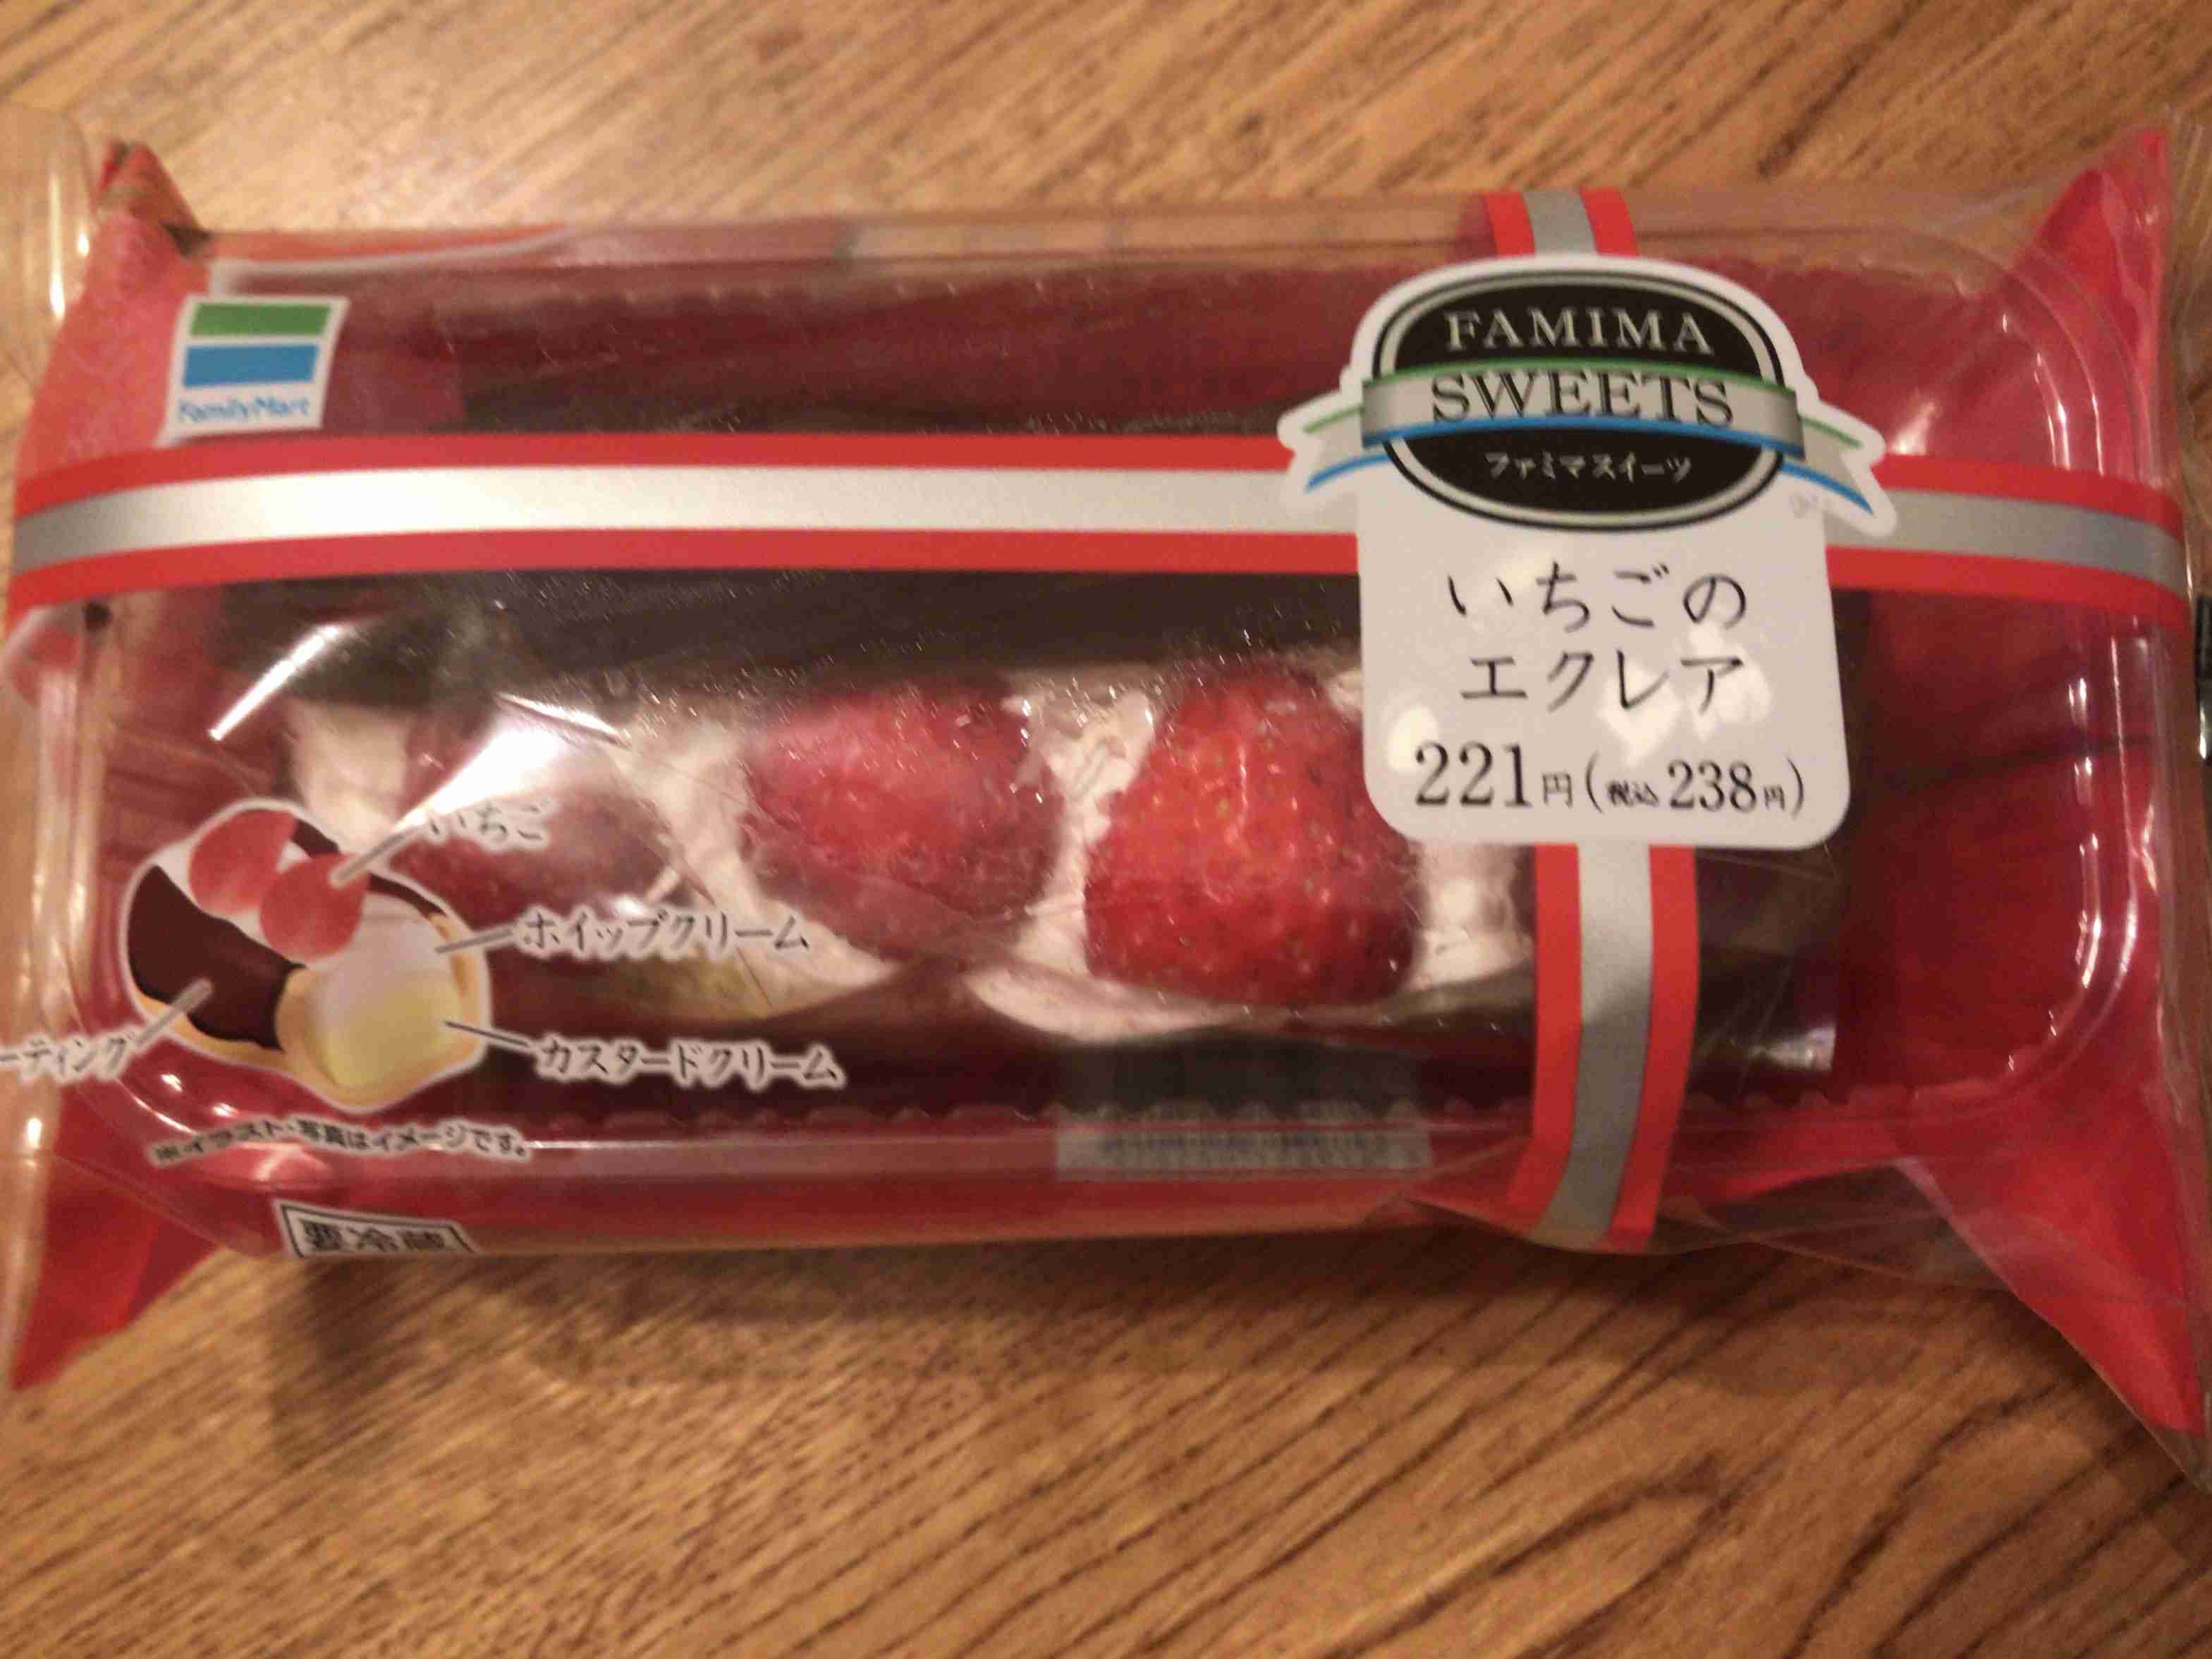 FamilyMart
FAMIMA
SWEETS
ファミマスイーツ
いちごの
エクレア
221円(税込238円)
いちご
ホイップクリーム
ーティング
カスタードクリーム
※イラスト・写真はイメージです。
要冷蔵